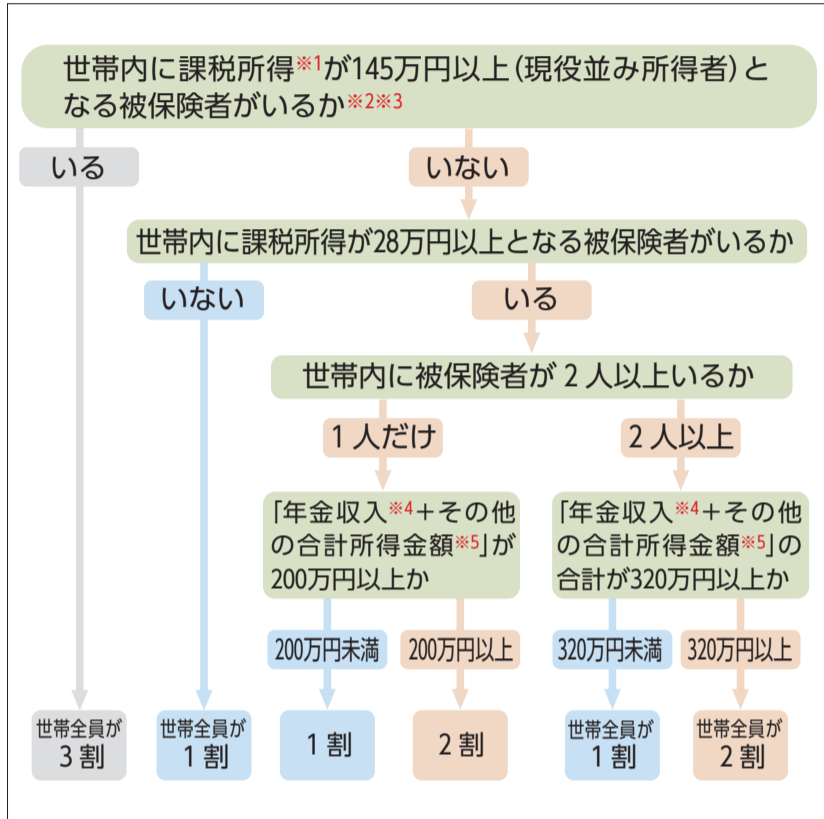 世帯内に課税所得※1が145万円以上(現役並み所得者)と
なる被保険者がいるか※2※3
いる
いない
世帯内に課税所得が28万円以上となる被保険者がいるか
いない
いる
世帯内に被保険者が2人以上いるか
1人だけ
2人以上
「年金収入※4+その他
の合計所得金額※5」が
200万円以上か
「年金収入※4+その他
の合計所得金額※5」の
合計が320万円以上か
200万円未満
200万円以上
320万円未満
320万円以上
世帯全員が
3割
世帯全員が
1割
1割
2割
世帯全員が
1割
世帯全員が
2割